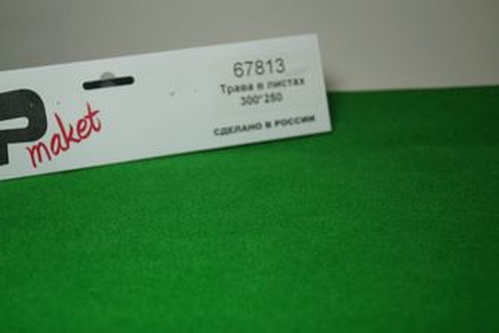 P
maket
67813
Трава в листах
300*250
СДЕЛАНО В РОССИИ